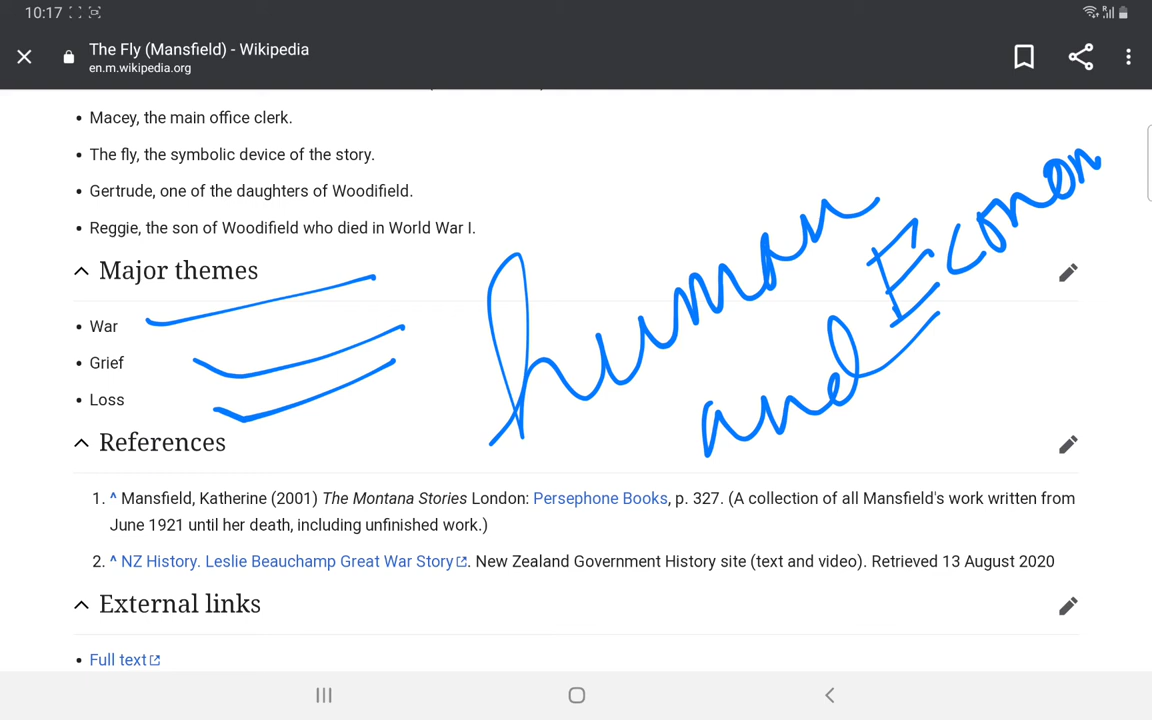 10:17
The Fly (Mansfield) - Wikipedia
en.m.wikipedia.org
• Macey, the main office clerk.
• The fly, the symbolic device of the story.
• Gertrude, one of the daughters of Woodifield.
• Reggie, the son of Woodifield who died in World War I.
Major themes
• War
• Grief
• Loss
human
and Econom
References
1. ^ Mansfield, Katherine (2001) The Montana Stories London: Persephone Books, p. 327. (A collection of all Mansfield's work written from
June 1921 until her death, including unfinished work.)
2. ^ NZ History. Leslie Beauchamp Great War Story. New Zealand Government History site (text and video). Retrieved 13 August 2020
External links
• Full text